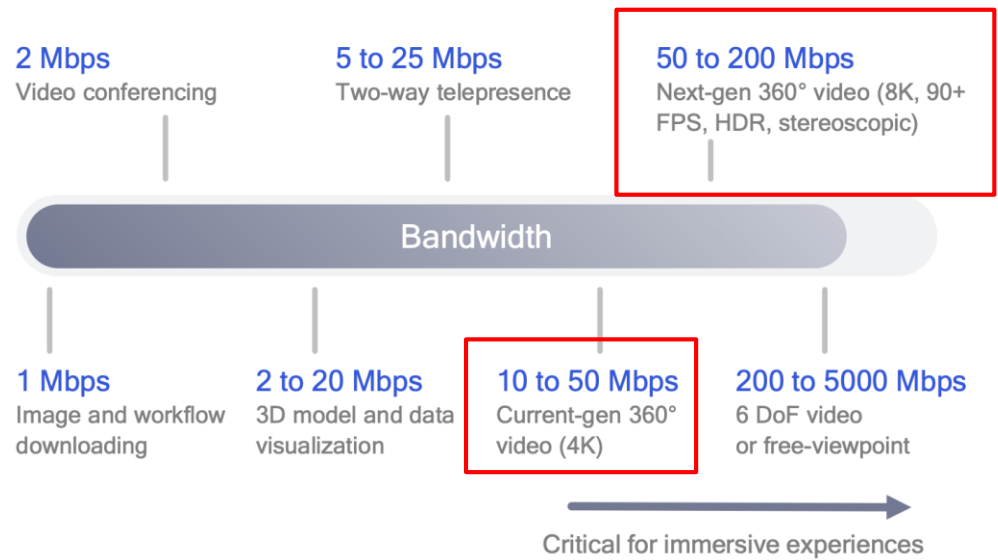 2 Mbps
Video conferencing
5 to 25 Mbps
Two-way telepresence
50 to 200 Mbps
Next-gen 360° video (8K, 90+
FPS, HDR, stereoscopic)
Bandwidth
1 Mbps
Image and workflow
downloading
2 to 20 Mbps
3D model and data
visualization
10 to 50 Mbps
Current-gen 360°
video (4K)
200 to 5000 Mbps
6 DoF video
or free-viewpoint
Critical for immersive experiences